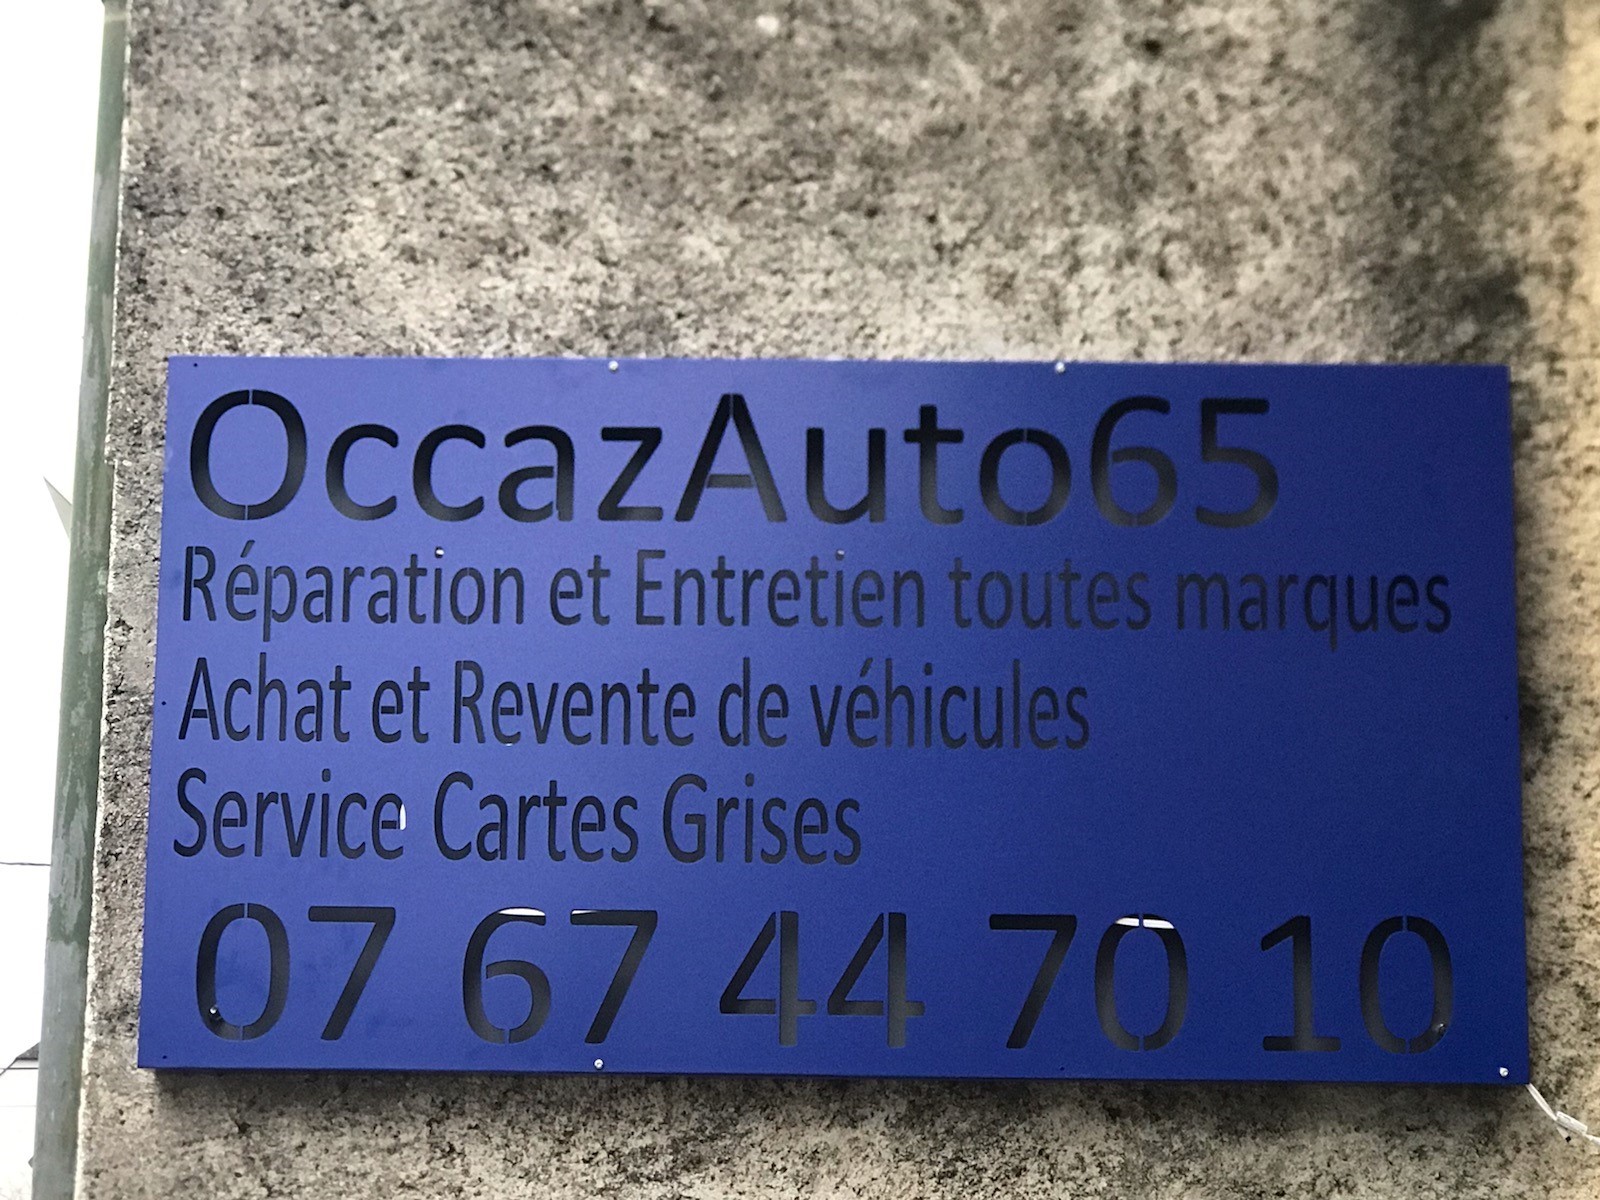 OccazAuto65
Réparation et Entretien toutes marques
Achat et Revente de véhicules
Service Cartes Grises
07 67 44 70 10